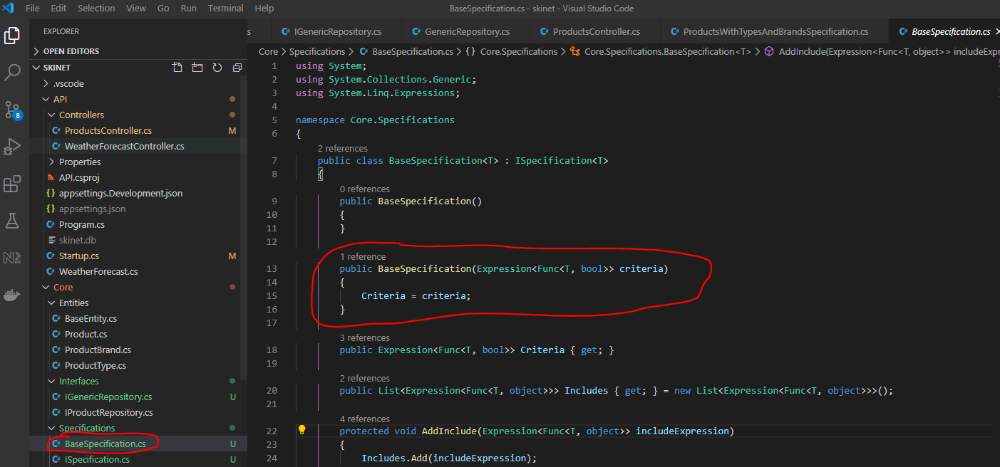 File Edit Selection View Go Run Terminal Help BaseSpecification.cs - skinet - Visual Studio Code
EXPLORER
OPEN EDITORS
SKINET
.vscode
API
Controllers
ProductsController.cs M
WeatherForecastController.cs
Properties
API.csproj
{} appsettings.Development.json
{} appsettings.json
C# Program.cs
skinet.db
C# Startup.cs M
C# WeatherForecast.cs
Core
Entities
C# BaseEntity.cs
C# Product.cs
C# ProductBrand.cs
C# ProductType.cs
Interfaces
C# IGenericRepository.cs U
C# IProductRepository.cs
Specifications
C# BaseSpecification.cs U
C# ISpecification.cs U
8
s C# IGenericRepository.cs C# GenericRepository.cs C# ProductsController.cs C# ProductsWithTypesAndBrandsSpecification.cs C# BaseSpecification.cs
Core > Specifications > C# BaseSpecification.cs > {} Core.Specifications > Core.Specifications.BaseSpecification<T> > AddInclude(Expression<Func<T, object>> includeExpr
1 using System;
2 using System.Collections.Generic;
3 using System.Linq.Expressions;
4
5 namespace Core.Specifications
6 {
2 references
7 public class BaseSpecification<T> : ISpecification<T>
8 {
0 references
9 public BaseSpecification()
10 {
11 }
12
1 reference
13 public BaseSpecification(Expression<Func<T, bool>> criteria)
14 {
15 Criteria = criteria;
16 }
17
3 references
18 public Expression<Func<T, bool>> Criteria { get; }
19
2 references
20 public List<Expression<Func<T, object>>> Includes { get; } = new List<Expression<Func<T, object>>>();
21
4 references
22 protected void AddInclude(Expression<Func<T, object>> includeExpression)
23 {
24 Includes.Add(includeExpression);